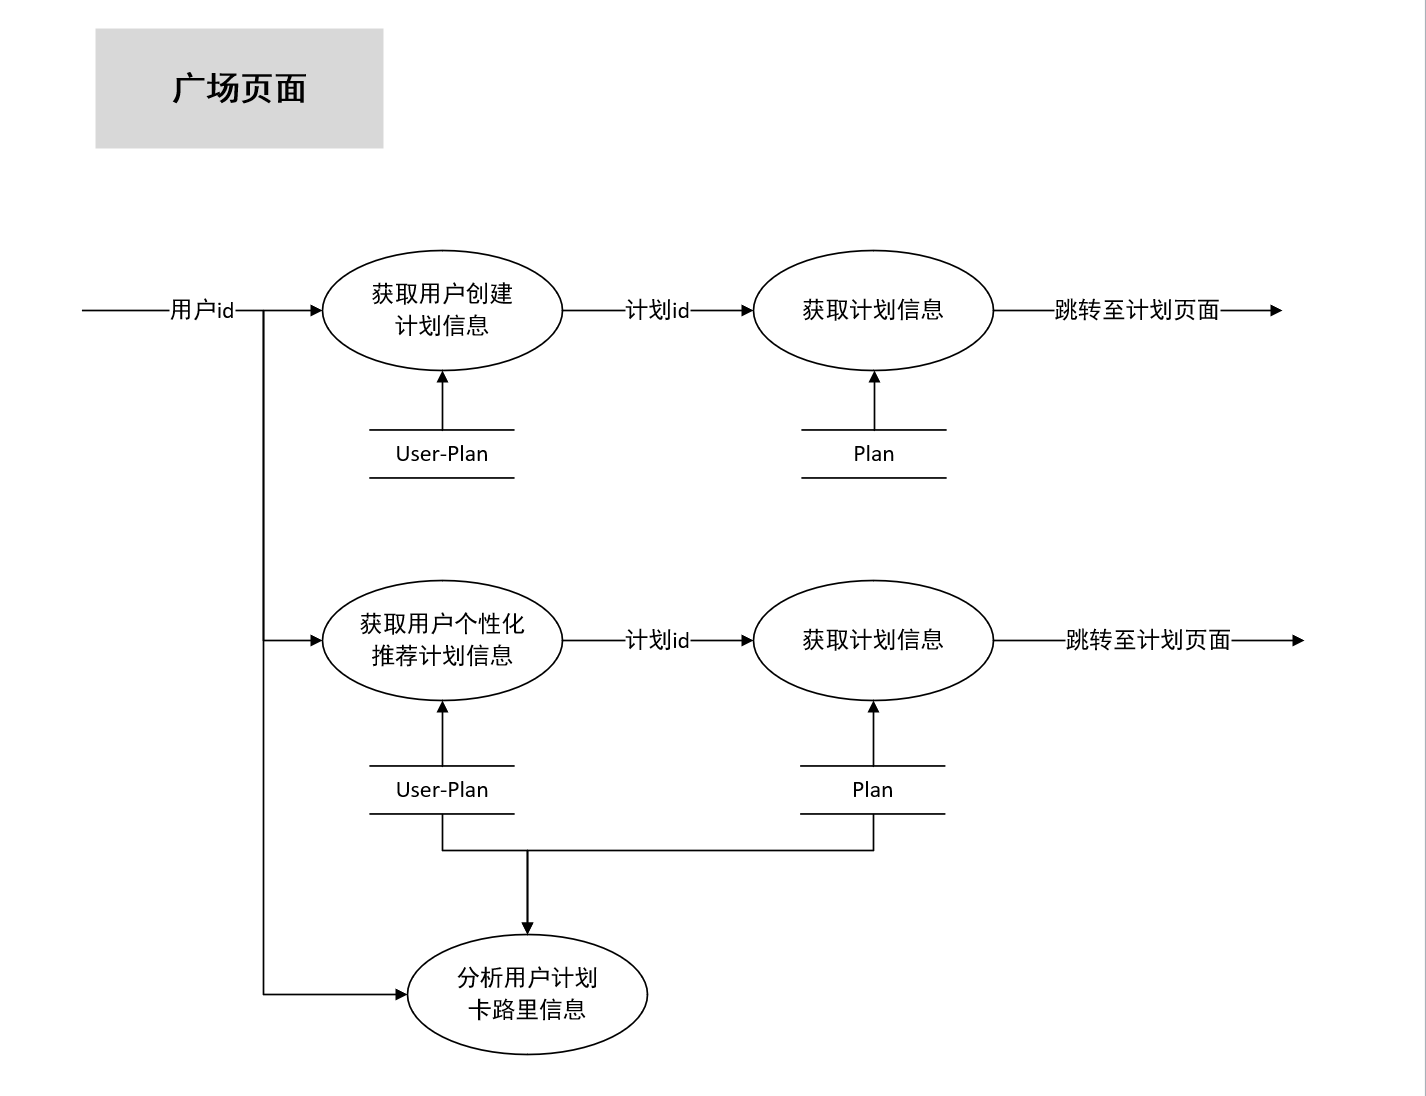 广场页面
用户id
获取用户创建
计划信息
计划id
获取计划信息
跳转至计划页面
User-Plan
Plan
获取用户个性化
推荐计划信息
计划id
获取计划信息
跳转至计划页面
User-Plan
Plan
分析用户计划
卡路里信息